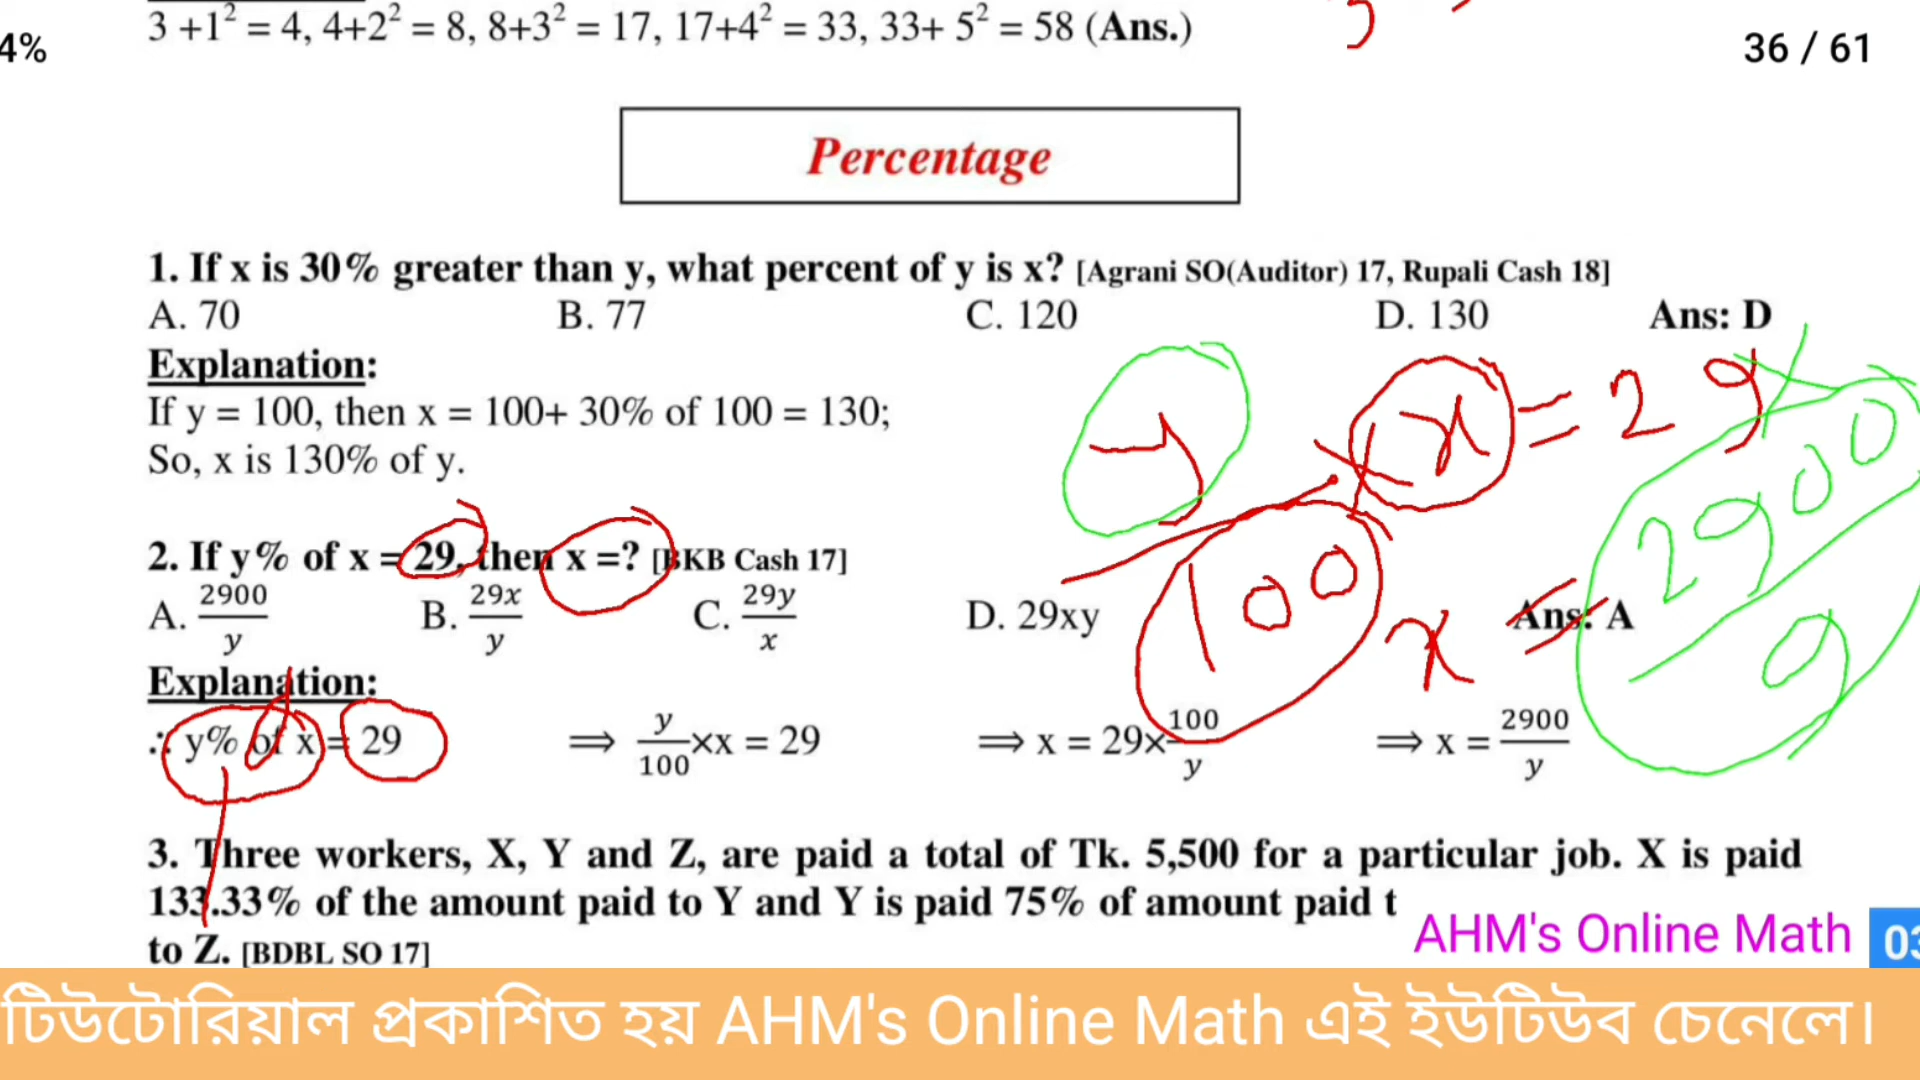 3 +1² = 4, 4+2² = 8, 8+3² = 17, 17+4² = 33, 33+ 5² = 58 (Ans.)
4%
36 / 61
Percentage
1. If x is 30% greater than y, what percent of y is x? [Agrani SO(Auditor) 17, Rupali Cash 18]
A. 70 B. 77 C. 120 D. 130 Ans: D
Explanation:
If y = 100, then x = 100+ 30% of 100 = 130;
So, x is 130% of y.
y/100 × x = 29
x = 2900/y
2. If y% of x = 29, then x =? [BKB Cash 17]
A. 2900/y B. 29x/y C. 29y/x D. 29xy Ans: A
Explanation:
∴ y% of x = 29 ⟹ y/100 ×x = 29 ⟹ x = 29× 100/y ⟹ x = 2900/y
3. Three workers, X, Y and Z, are paid a total of Tk. 5,500 for a particular job. X is paid
133.33% of the amount paid to Y and Y is paid 75% of amount paid t
to Z. [BDBL SO 17]
AHM's Online Math
03
টিউটোরিয়াল প্রকাশিত হয় AHM's Online Math এই ইউটিউব চেনেলে।